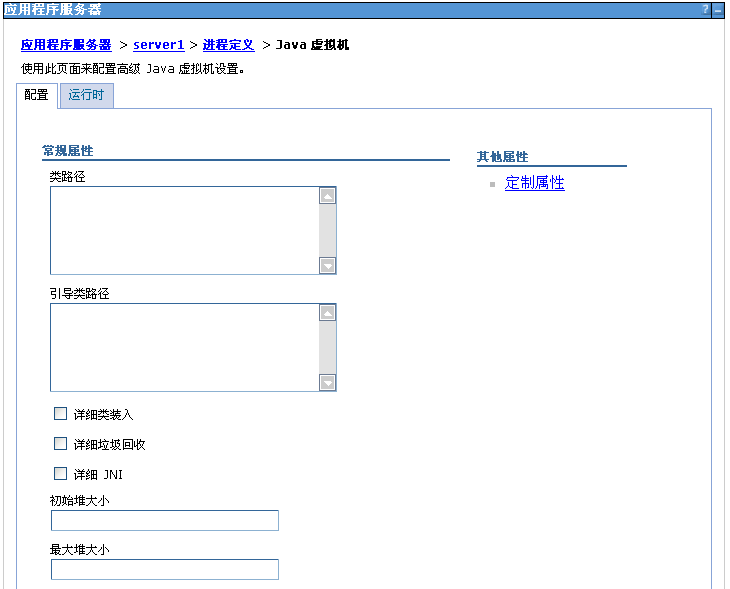 应用程序服务器
? –
应用程序服务器 > server1 > 进程定义 > Java 虚拟机
使用此页面来配置高级 Java 虚拟机设置。
配置 运行时
常规属性
类路径
引导类路径
详细类装入
详细垃圾回收
详细 JNI
初始堆大小
最大堆大小
其他属性
定制属性